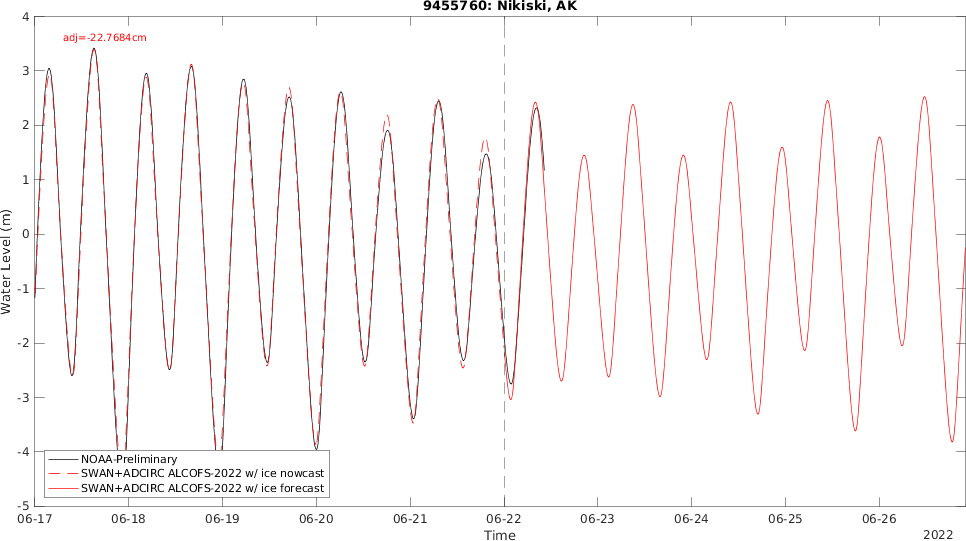 9455760: Nikiski, AK
adj=-22.7684cm
4
3
2
1
0
-1
-2
-3
-4
-5
Water Level (m)
NOAA-Preliminary
SWAN+ADCIRC ALCOFS-2022 w/ ice nowcast
SWAN+ADCIRC ALCOFS-2022 w/ ice forecast
06-17 06-18 06-19 06-20 06-21 06-22 06-23 06-24 06-25 06-26
Time
2022